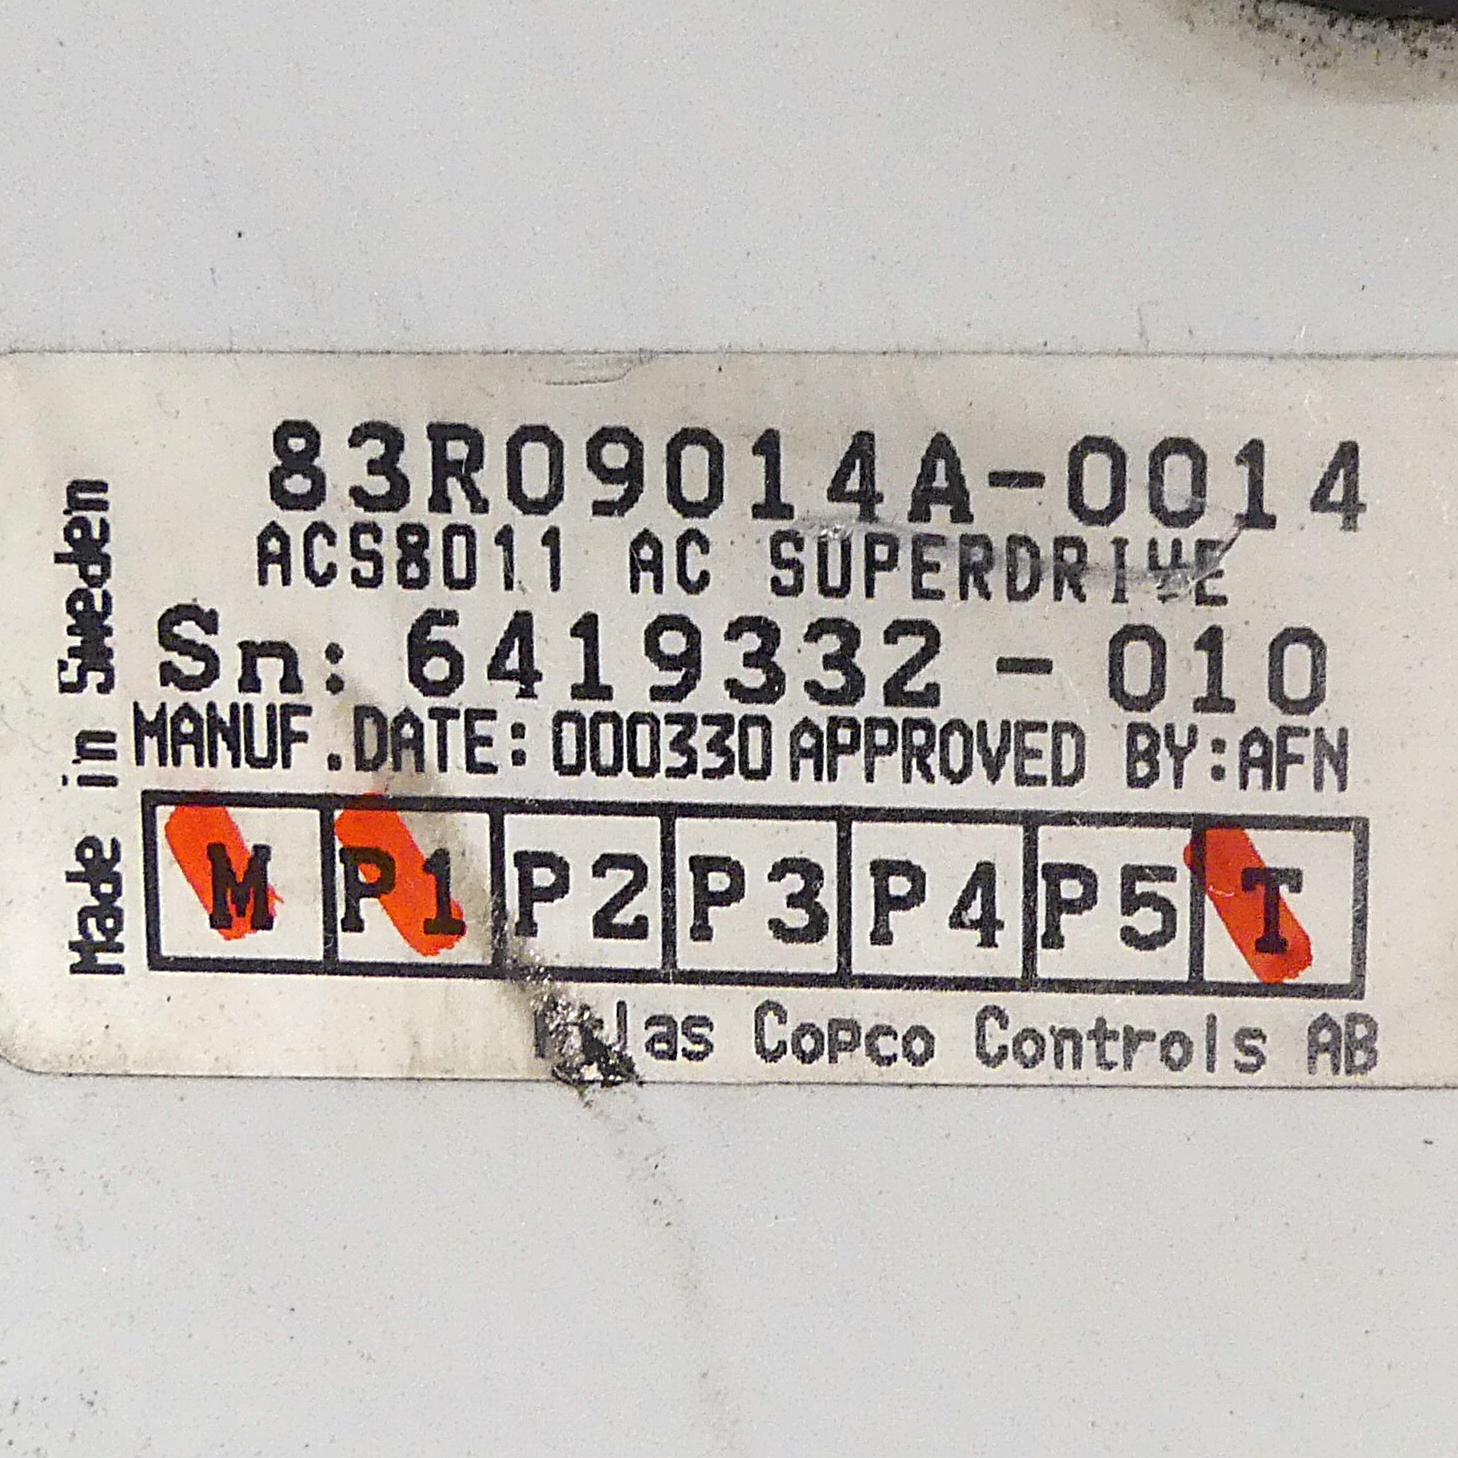 83R09014A-0014
ACS8011 AC SUPERDRIVE
Sn: 6419332 - 010
MANUF.DATE: 000330 APPROVED BY:AFN
M P1 P2 P3 P4 P5 T
Atlas Copco Controls AB
Made in Sweden